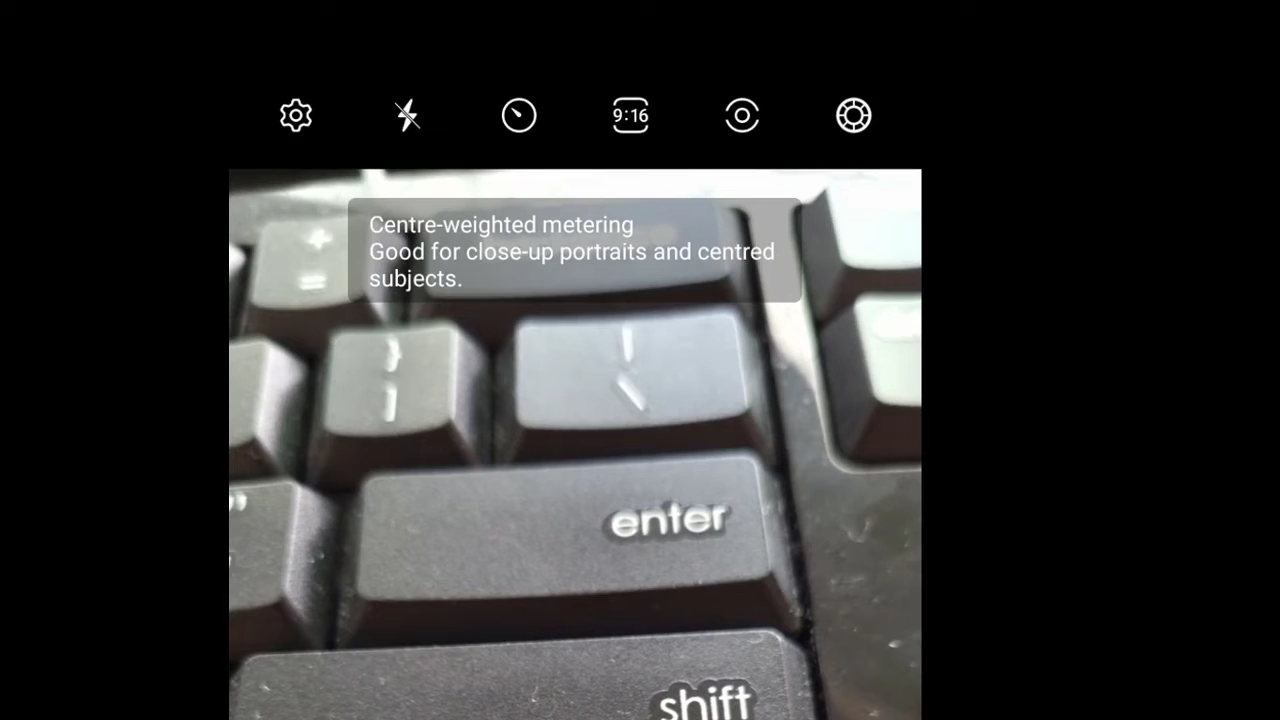 9:16
Centre-weighted metering
Good for close-up portraits and centred
subjects.
+
=
}
]
|
\
"
enter
shift